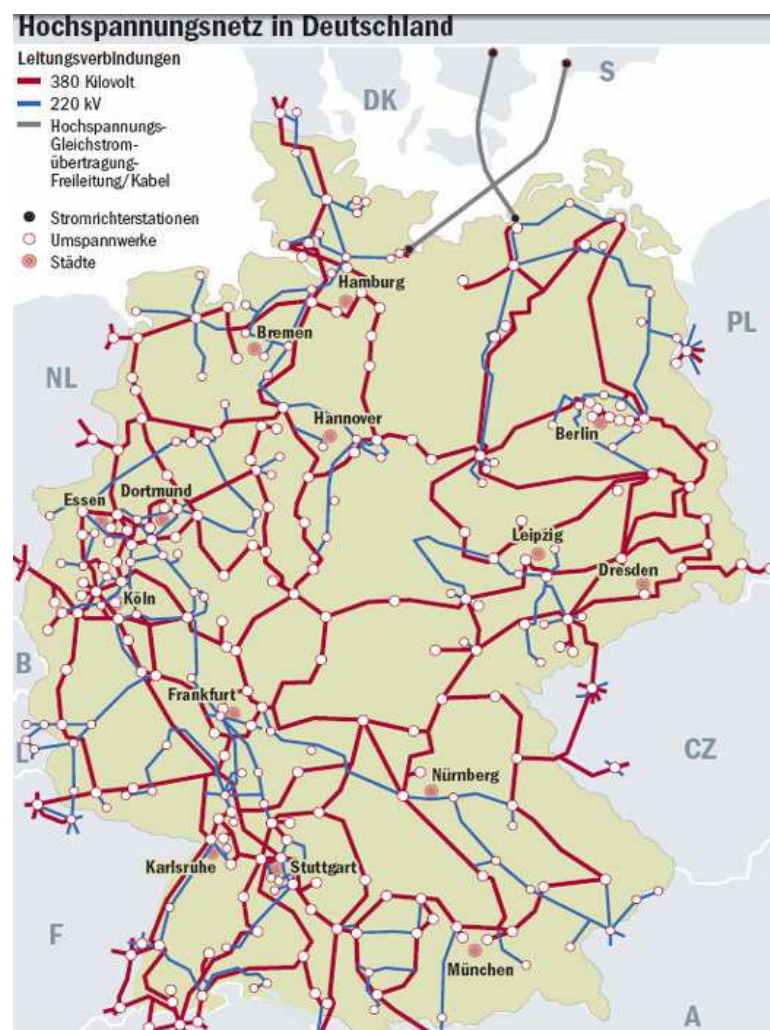 Hochspannungsnetz in Deutschland
Leitungsverbindungen
380 Kilovolt
220 kV
Hochspannungs-
Gleichstrom-
übertragung-
Freileitung/Kabel
Stromrichterstationen
Umspannwerke
Städte
DK
S
Hamburg
Bremen
PL
NL
Hannover
Berlin
Dortmund
Essen
Leipzig
Dresden
Köln
B
Frankfurt
L
CZ
Nürnberg
Karlsruhe
Stuttgart
F
München
A